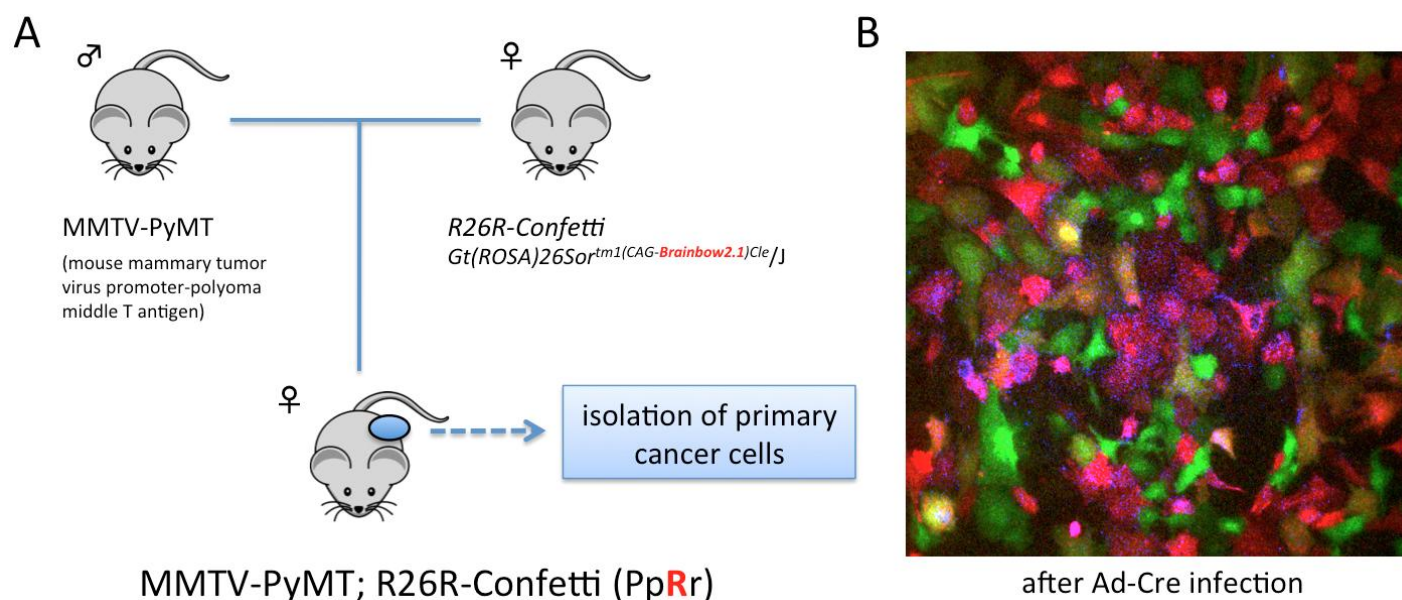 A
♂
♀
MMTV-PyMT
(mouse mammary tumor
virus promoter-polyoma
middle T antigen)
R26R-Confetti
Gt(ROSA)26Sortm1(CAG-Brainbow2.1)Cle/J
♀
isolation of primary
cancer cells
MMTV-PyMT; R26R-Confetti (PpRr)
B
after Ad-Cre infection